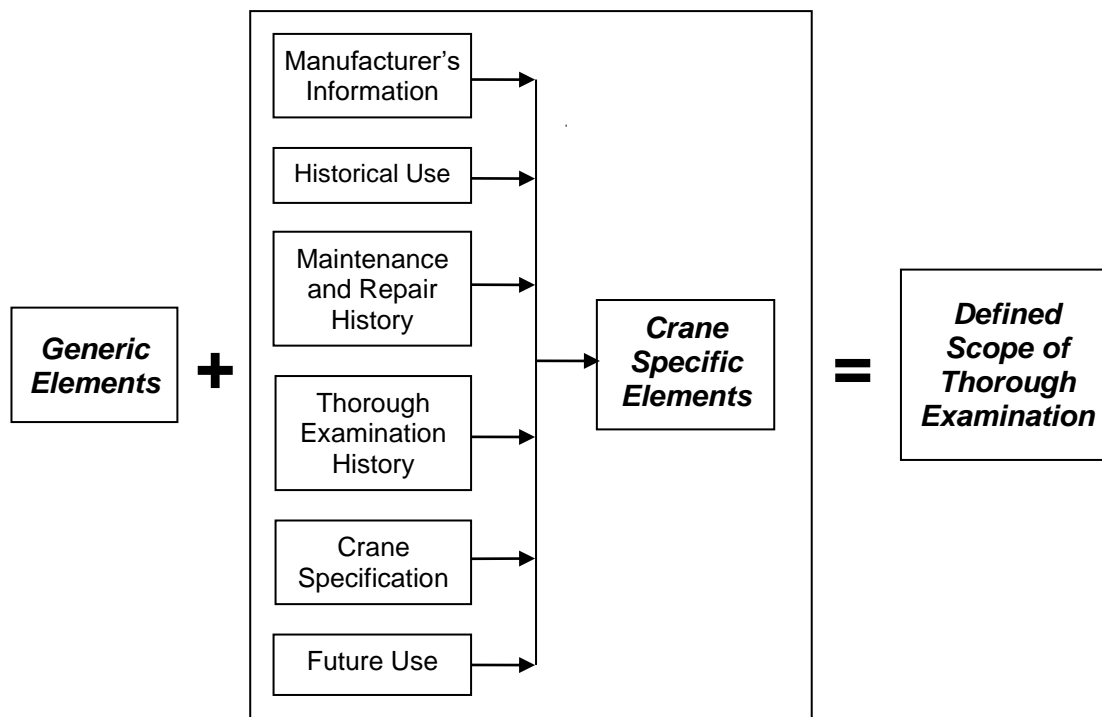 Generic
Elements
+
Manufacturer’s
Information
Historical Use
Maintenance
and Repair
History
Thorough
Examination
History
Crane
Specification
Future Use
Crane
Specific
Elements
=
Defined
Scope of
Thorough
Examination